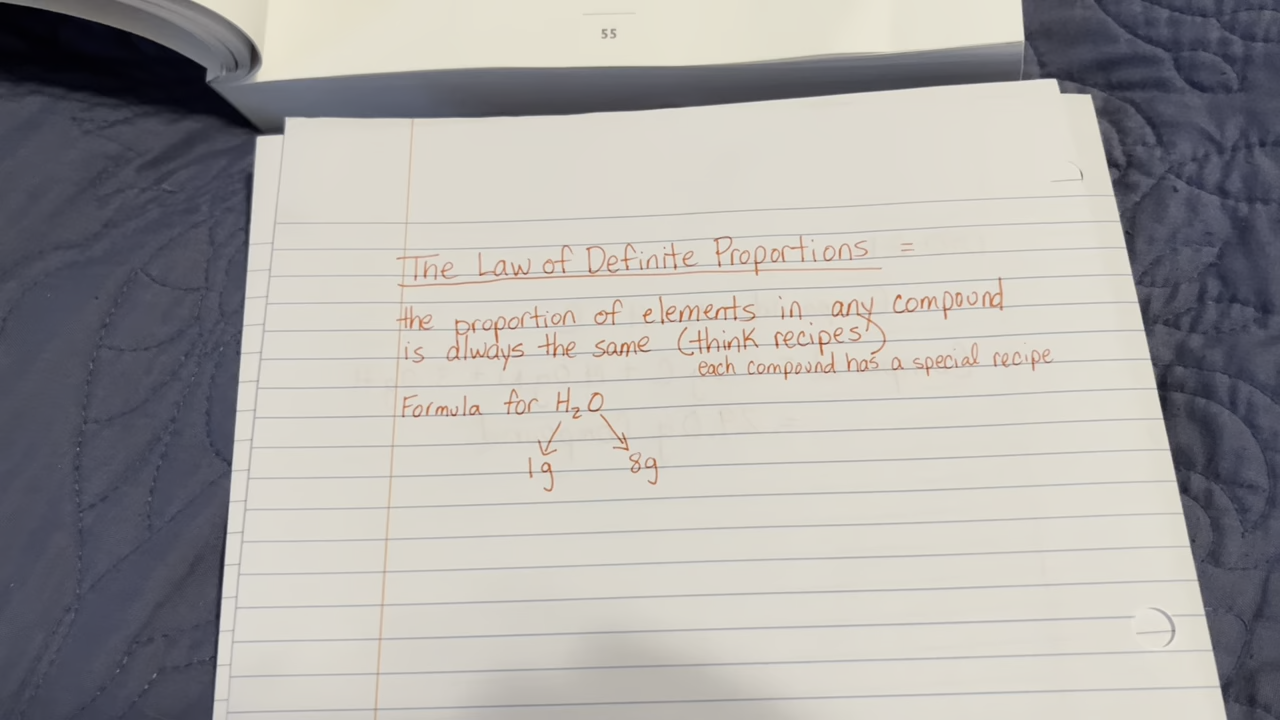 55
The Law of Definite Proportions =
the proportion of elements in any compound
is always the same (think recipes)
each compound has a special recipe
Formula for H₂O
1g 8g